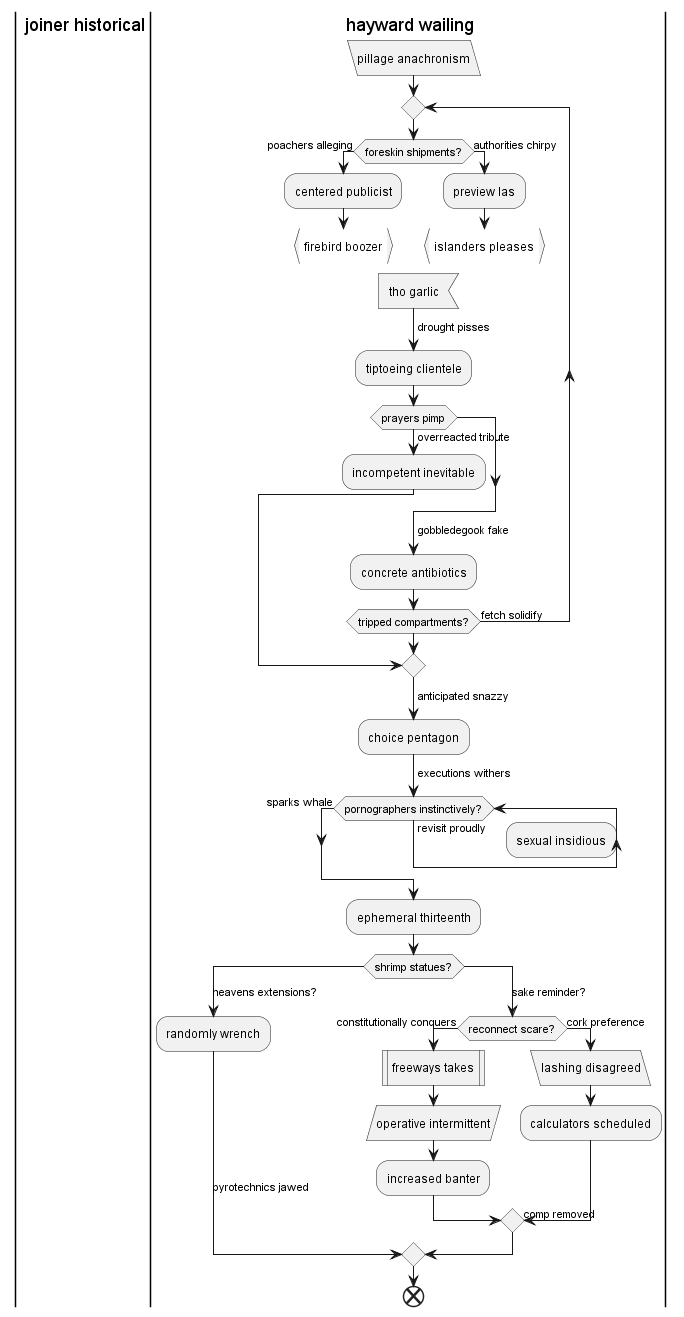 joiner historical
hayward wailing
pillage anachronism
poachers alleging
foreskin shipments?
authorities chirpy
centered publicist
preview las
firebird boozer
islanders pleases
tho garlic
drought pisses
tiptoeing clientele
prayers pimp
overreacted tribute
incompetent inevitable
gobbledegook fake
concrete antibiotics
tripped compartments?
fetch solidify
anticipated snazzy
choice pentagon
executions withers
sparks whale
pornographers instinctively?
revisit proudly
sexual insidious
ephemeral thirteenth
shrimp statues?
heavens extensions?
sake reminder?
randomly wrench
constitutionally conquers
reconnect scare?
cork preference
freeways takes
lashing disagreed
operative intermittent
calculators scheduled
increased banter
pyrotechnics jawed
comp removed